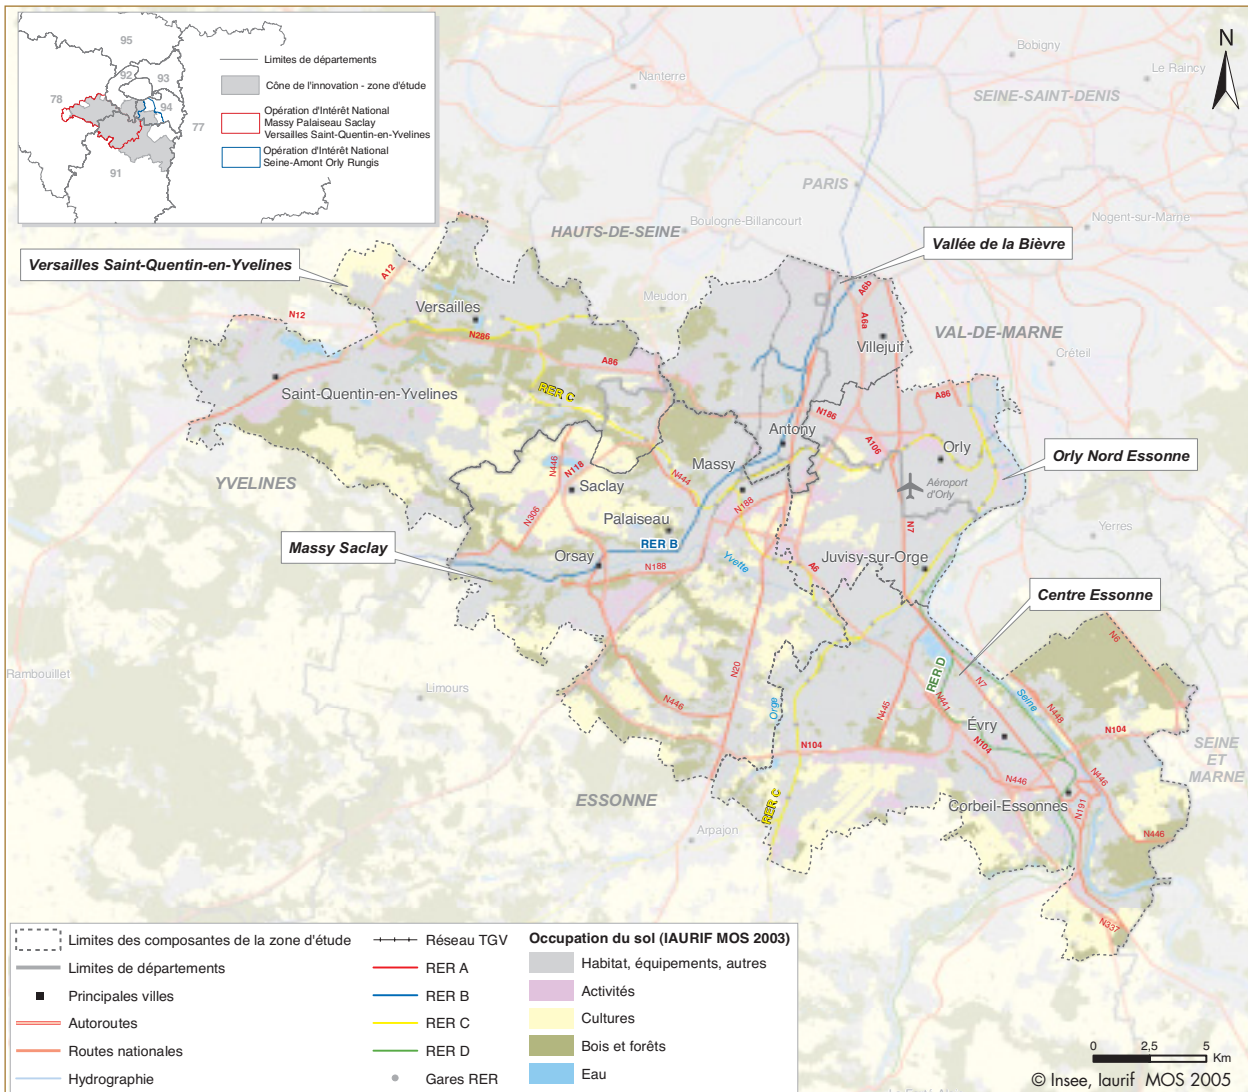 95
92
93
78
94
77
91
Limites de départements
Cône de l'innovation - zone d'étude
Opération d'Intérêt National
Massy Palaiseau Saclay
Versailles Saint-Quentin-en-Yvelines
Opération d'Intérêt National
Seine-Amont Orly Rungis
N
Bobigny
Le Raincy
Nanterre
SEINE-SAINT-DENIS
PARIS
Boulogne-Billancourt
Nogent-sur-Marne
HAUTS-DE-SEINE
Vallée de la Bièvre
Versailles Saint-Quentin-en-Yvelines
A12
A6b
Meudon
Versailles
N12
A6a
VAL-DE-MARNE
N286
Villejuif
Créteil
A86
Saint-Quentin-en-Yvelines
RER C
A86
N186
Antony
A106
Orly
Orly Nord Essonne
N446
N118
Massy
N444
YVELINES
Saclay
Aéroport
d'Orly
N188
N306
Palaiseau
N7
Yerres
Massy Saclay
RER B
Orsay
Yvette
Juvisy-sur-Orge
N188
A6
Centre Essonne
N6
Rambouillet
Limours
N20
RER D
N7
Seine
N446
Orge
N445
N441
N448
Évry
N104
N104
N104
SEINE
ET
MARNE
N446
N446
ESSONNE
RER C
Corbeil-Essonnes
N191
Arpajon
N446
N337
Limites des composantes de la zone d'étude
Limites de départements
Principales villes
Autoroutes
Routes nationales
Hydrographie
Réseau TGV
RER A
RER B
RER C
RER D
Gares RER
Occupation du sol (IAURIF MOS 2003)
Habitat, équipements, autres
Activités
Cultures
Bois et forêts
Eau
0 2,5 5
Km
© Insee, Iaurif MOS 2005